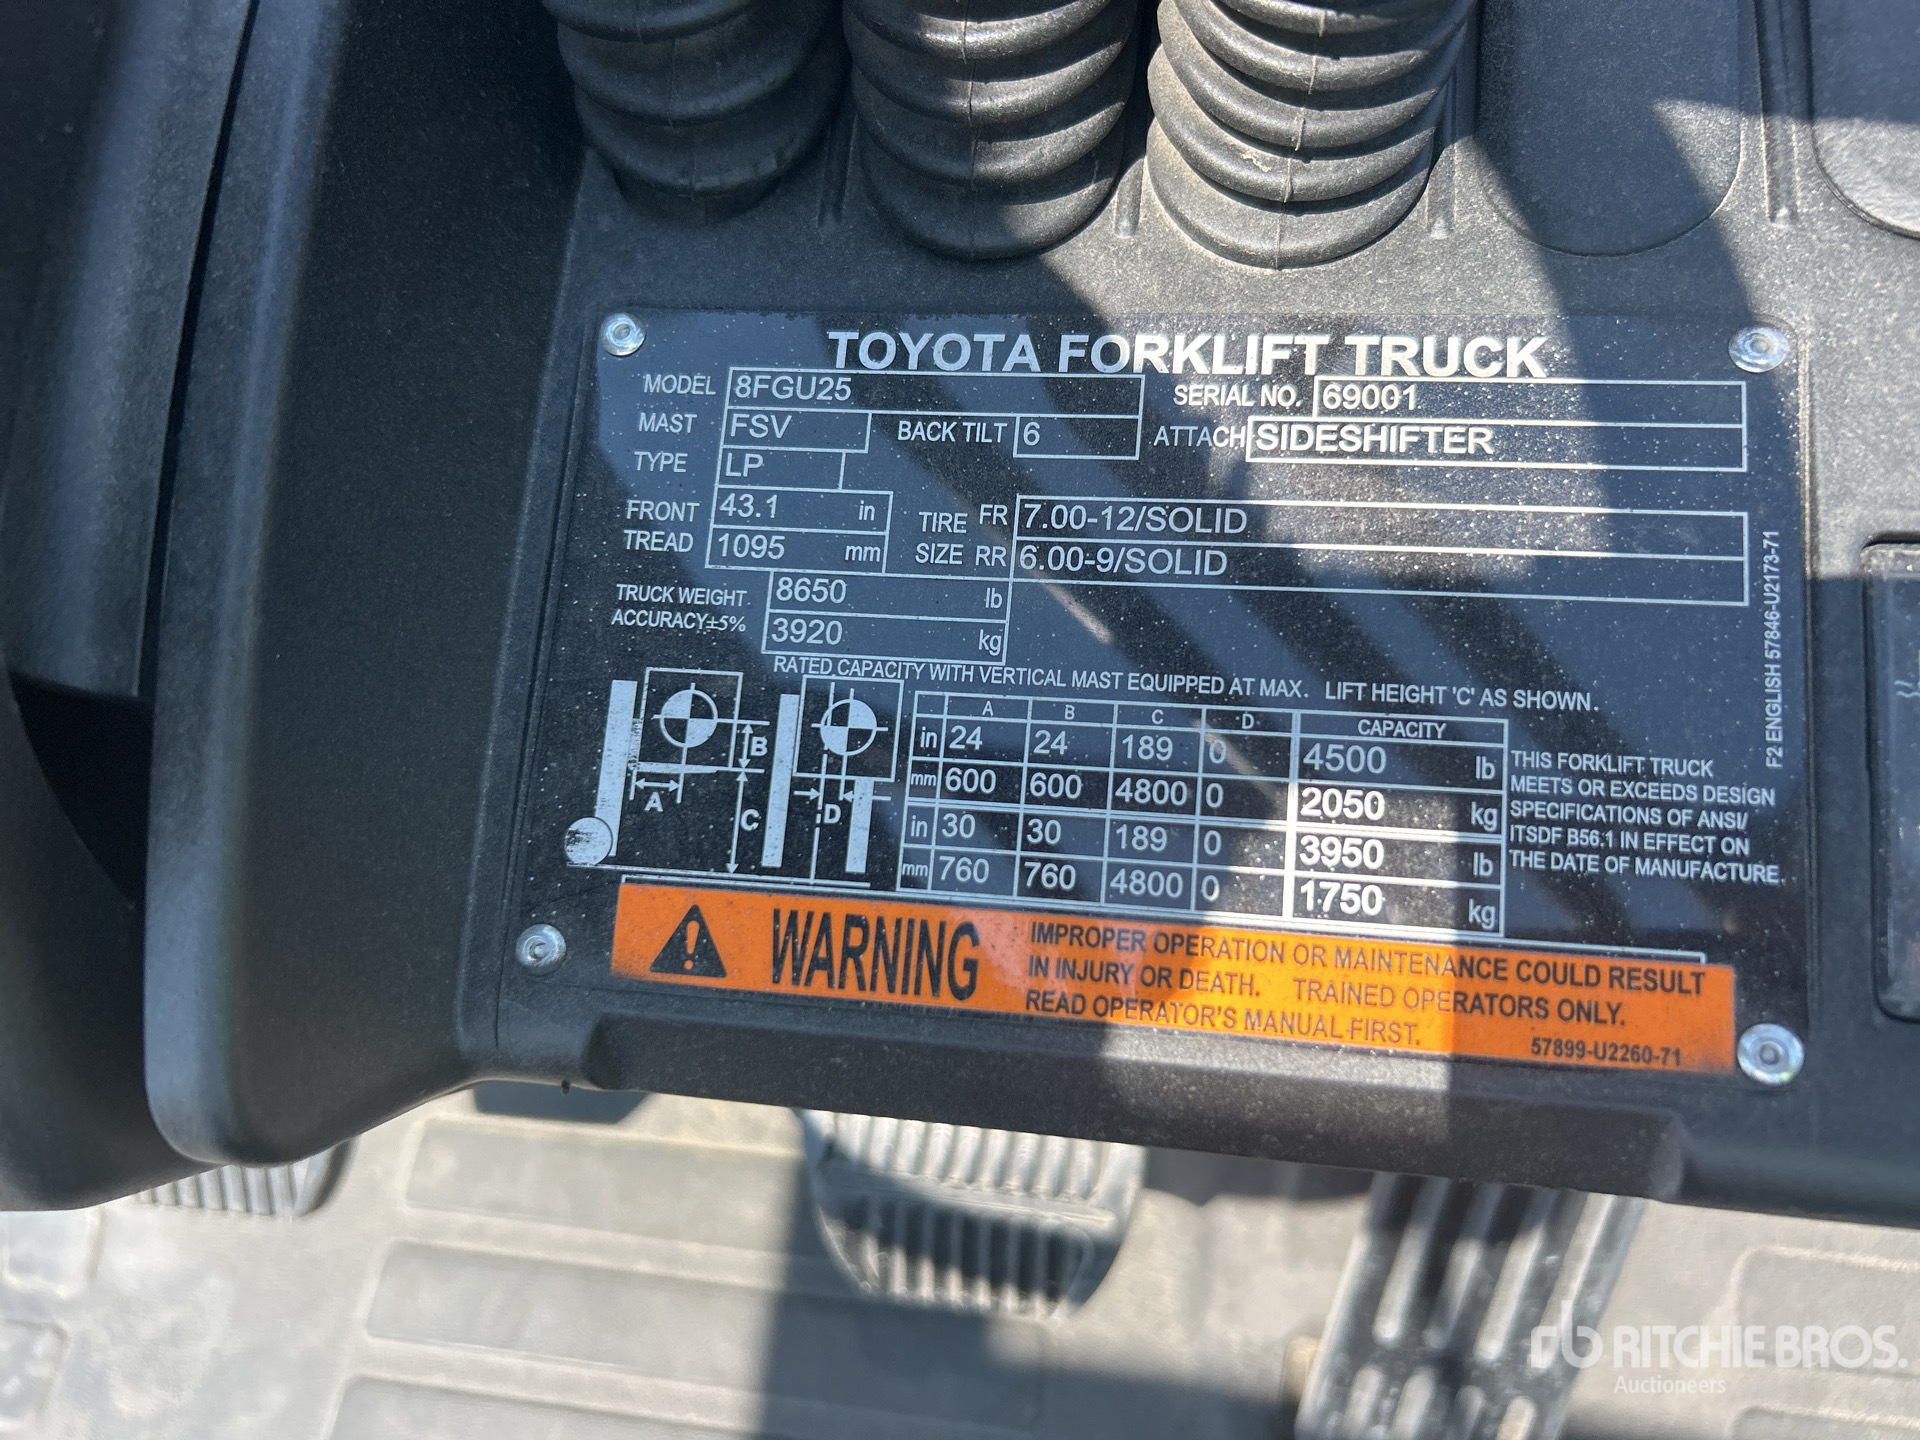 TOYOTA FORKLIFT TRUCK
MODEL 8FGU25 SERIAL NO. 69001
MAST FSV BACK TILT 6 ATTACH SIDESHIFTER
TYPE LP
FRONT TREAD 43.1 in TIRE SIZE FR 7.00-12/SOLID
1095 mm RR 6.00-9/SOLID
TRUCK WEIGHT 8650 lb
ACCURACY±5% 3920 kg
RATED CAPACITY WITH VERTICAL MAST EQUIPPED AT MAX. LIFT HEIGHT 'C' AS SHOWN.
A B C D CAPACITY
in 24 24 189 0 4500 lb
mm 600 600 4800 0 2050 kg
in 30 30 189 0 3950 lb
mm 760 760 4800 0 1750 kg
A B C D
THIS FORKLIFT TRUCK
MEETS OR EXCEEDS DESIGN
SPECIFICATIONS OF ANSI/
ITSDF B56.1 IN EFFECT ON
THE DATE OF MANUFACTURE.
F2 ENGLISH 57846-U2173-71
WARNING
IMPROPER OPERATION OR MAINTENANCE COULD RESULT
IN INJURY OR DEATH. TRAINED OPERATORS ONLY.
READ OPERATOR'S MANUAL FIRST.
57899-U2260-71
rb RITCHIE BROS.
Auctioneers